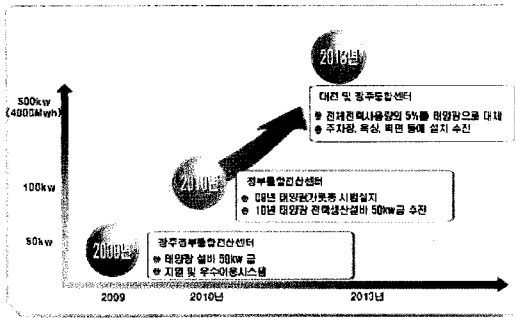 2013년
500kw
(4000Mwh)
대전 및 광주통합센터
전체전력사용량의 5%를 태양광으로 대체
주차장, 옥상, 벽면 등에 설치 추진
2010년
100kw
정부통합전산센터
09년 태양광가로등 시범설치
10년 태양광 전력생산설비 50kw급 추진
50kw
2009년
광주정부통합전산센터
태양광 설비 50kw 급
지열 및 우수이용시스템
2009
2010년
2013년